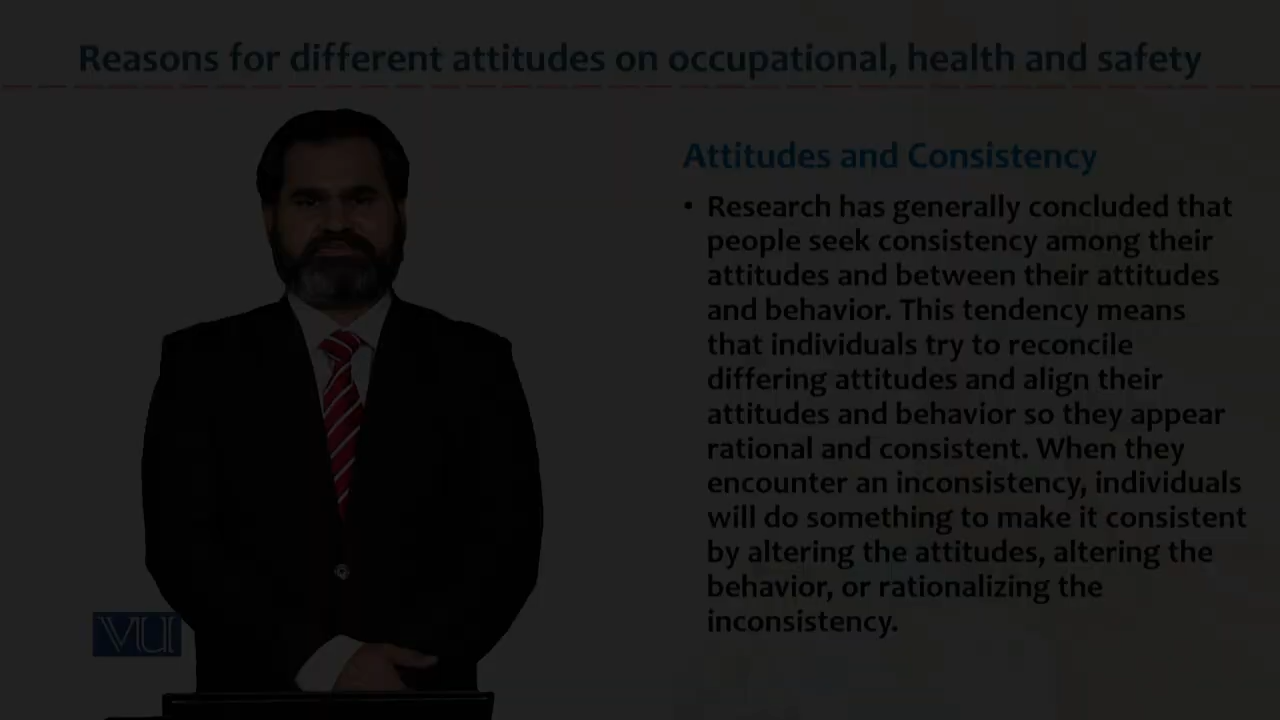 Reasons for different attitudes on occupational, health and safety
Attitudes and Consistency
• Research has generally concluded that
people seek consistency among their
attitudes and between their attitudes
and behavior. This tendency means
that individuals try to reconcile
differing attitudes and align their
attitudes and behavior so they appear
rational and consistent. When they
encounter an inconsistency, individuals
will do something to make it consistent
by altering the attitudes, altering the
behavior, or rationalizing the
inconsistency.
VU